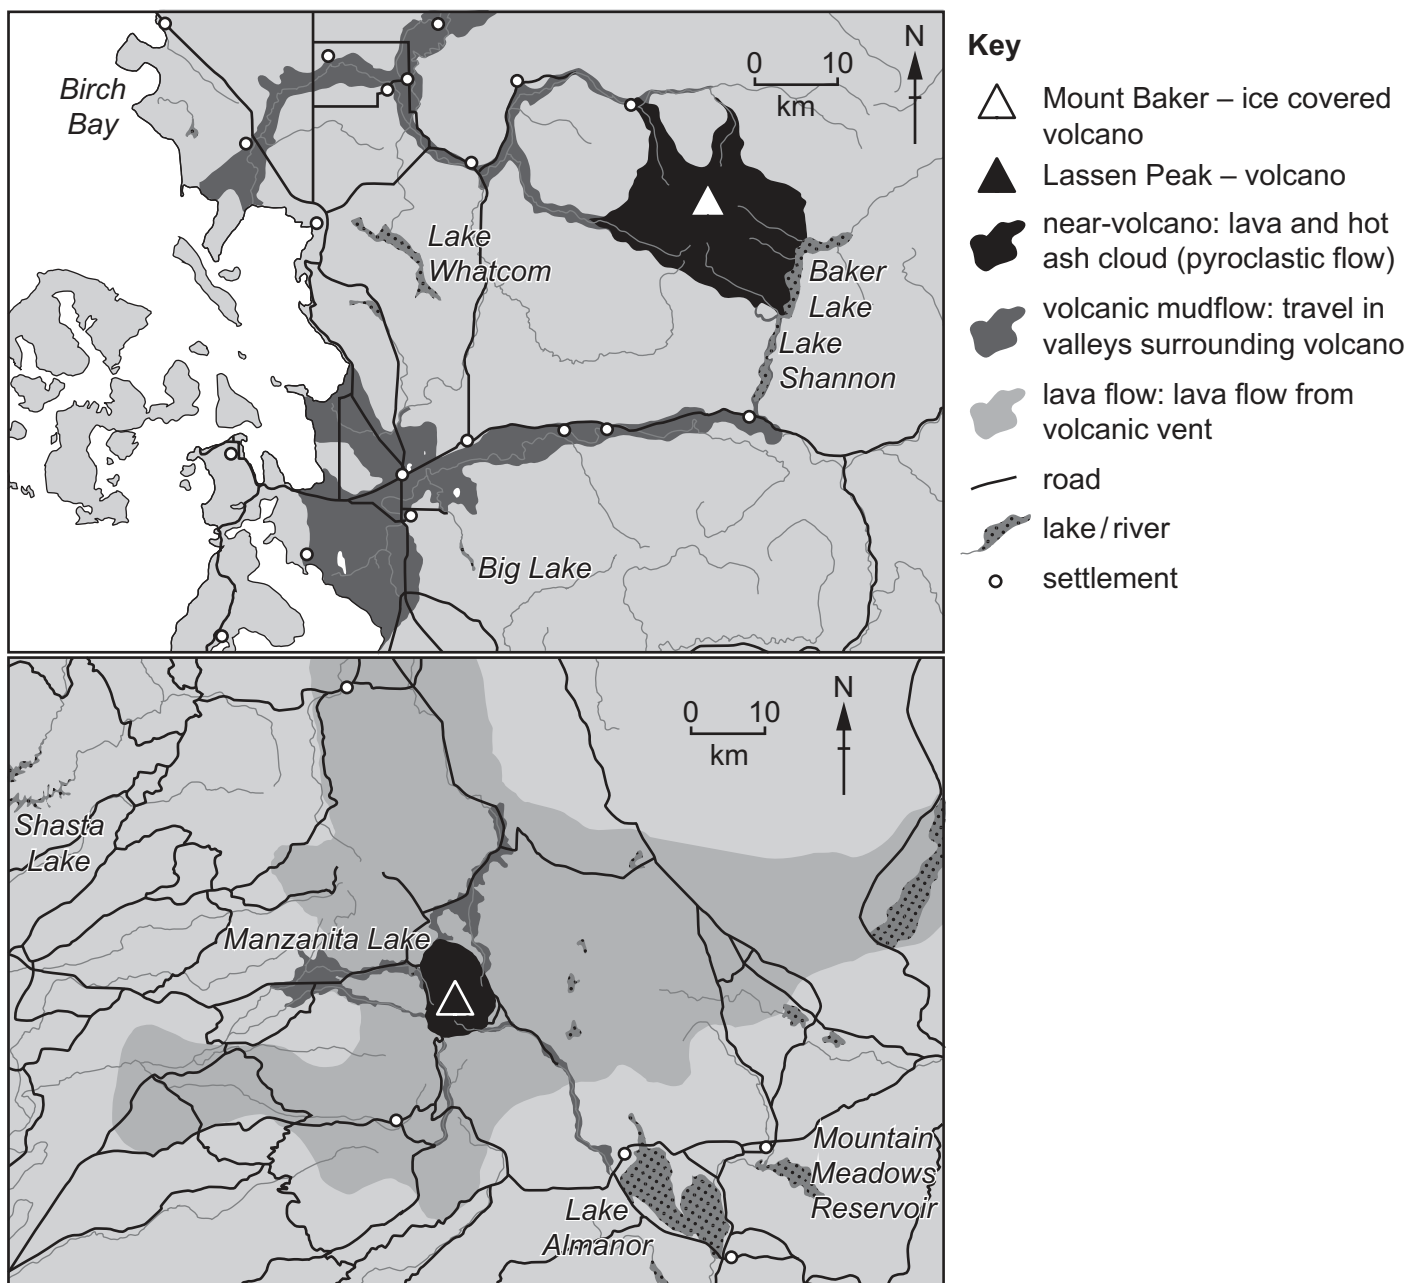 Birch
Bay
0 10
km
N
Lake
Whatcom
Baker
Lake
Lake
Shannon
Big Lake
Key
Mount Baker – ice covered
volcano
Lassen Peak – volcano
near-volcano: lava and hot
ash cloud (pyroclastic flow)
volcanic mudflow: travel in
valleys surrounding volcano
lava flow: lava flow from
volcanic vent
road
lake / river
settlement
0 10
km
N
Shasta
Lake
Manzanita Lake
Mountain
Meadows
Reservoir
Lake
Almanor